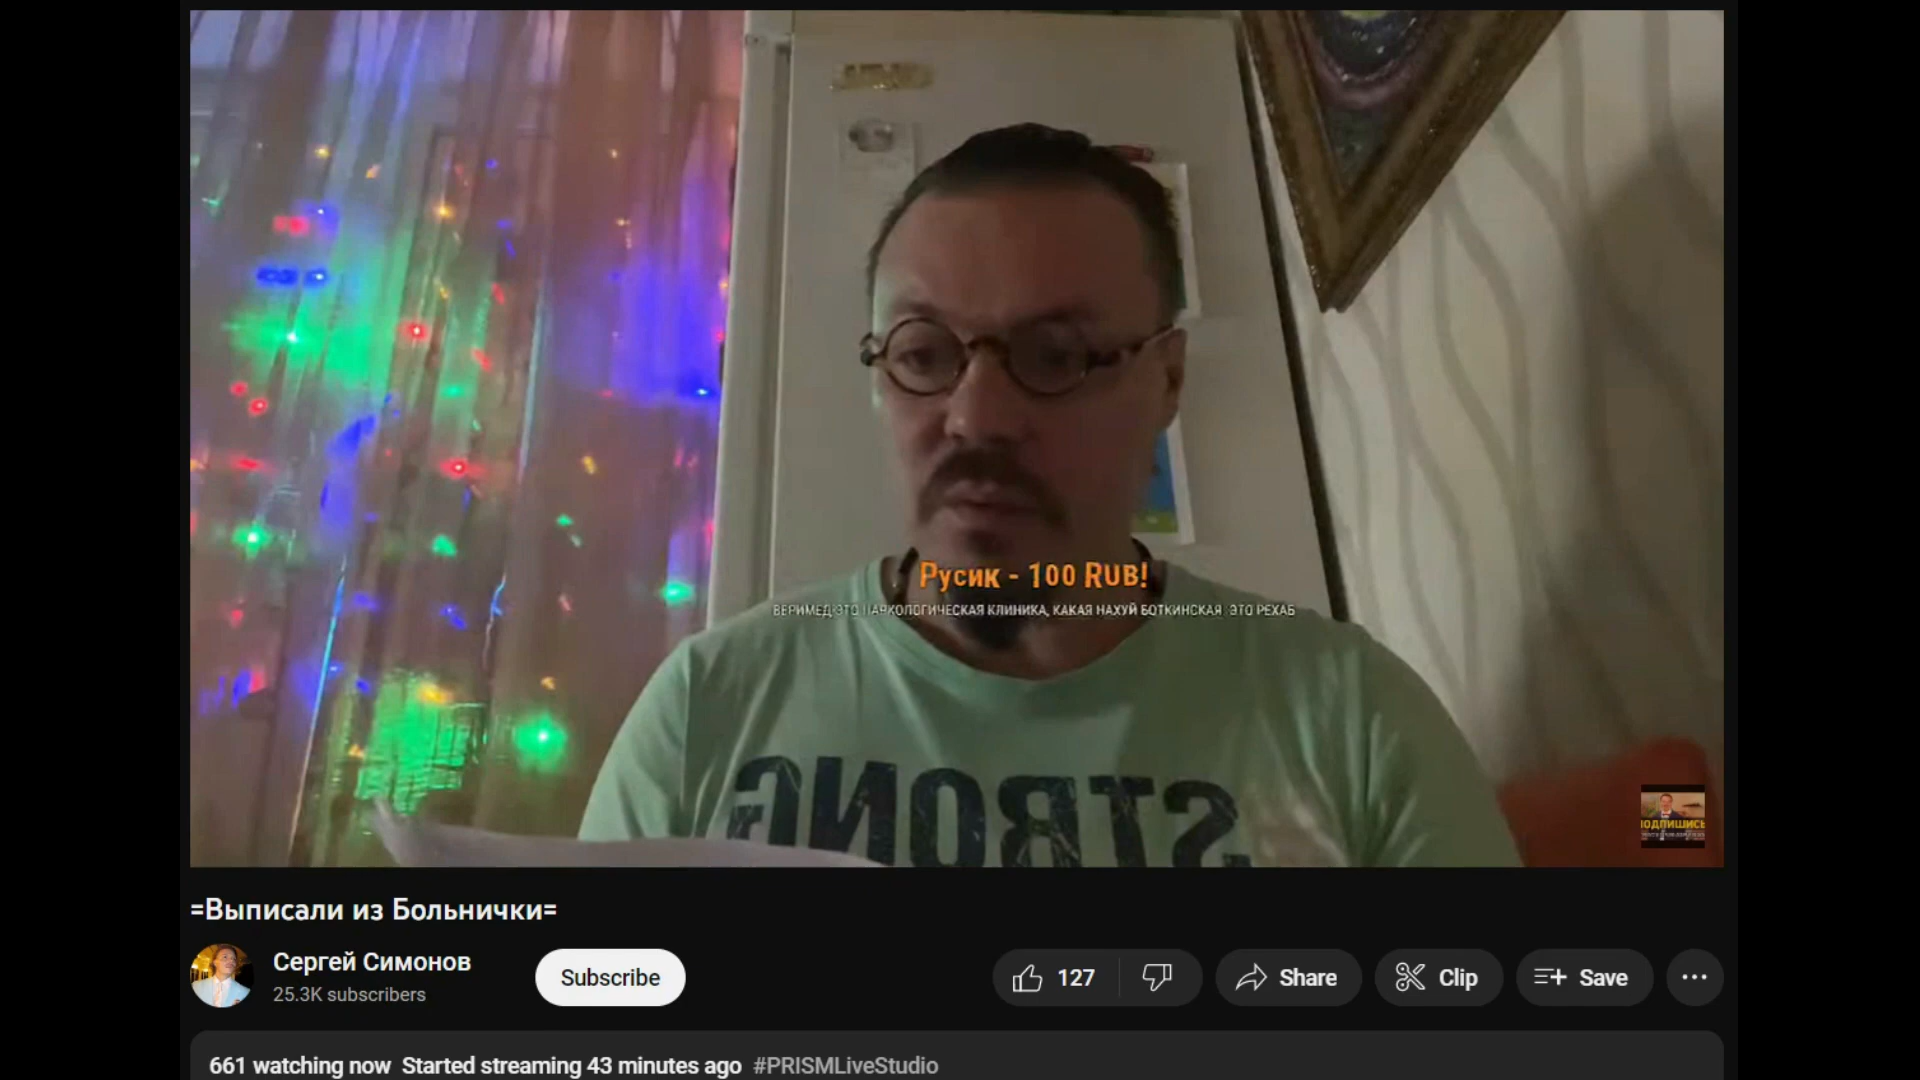 Русик - 100 RUB!
ВЕРИМЕД ЭТО НАРКОЛОГИЧЕСКАЯ КЛИНИКА, КАКАЯ НАХУЙ БОТКИНСКАЯ ЭТО РЕХАБ
STRONG
ПОДПИШИСЬ
=Выписали из Больнички=
Сергей Симонов
25.3K subscribers
Subscribe
127
Share
Clip
Save
661 watching now Started streaming 43 minutes ago #PRISMLiveStudio